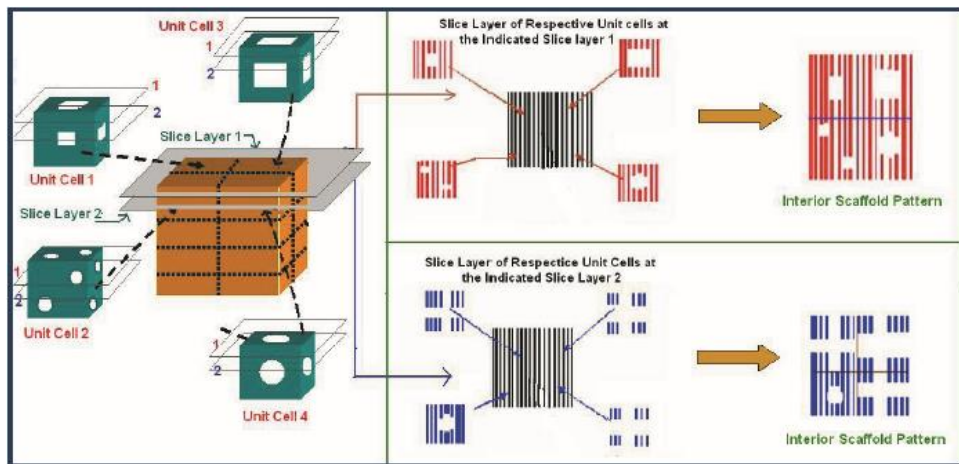 Unit Cell 3
1
2
1
2
Unit Cell 1
Slice Layer 1
Slice Layer 2
1
2
Unit Cell 2
1
2
Unit Cell 4
Slice Layer of Respective Unit cells at
the Indicated Slice layer 1
Interior Scaffold Pattern
Slice Layer of Respective Unit Cells at
the Indicated Slice Layer 2
Interior Scaffold Pattern